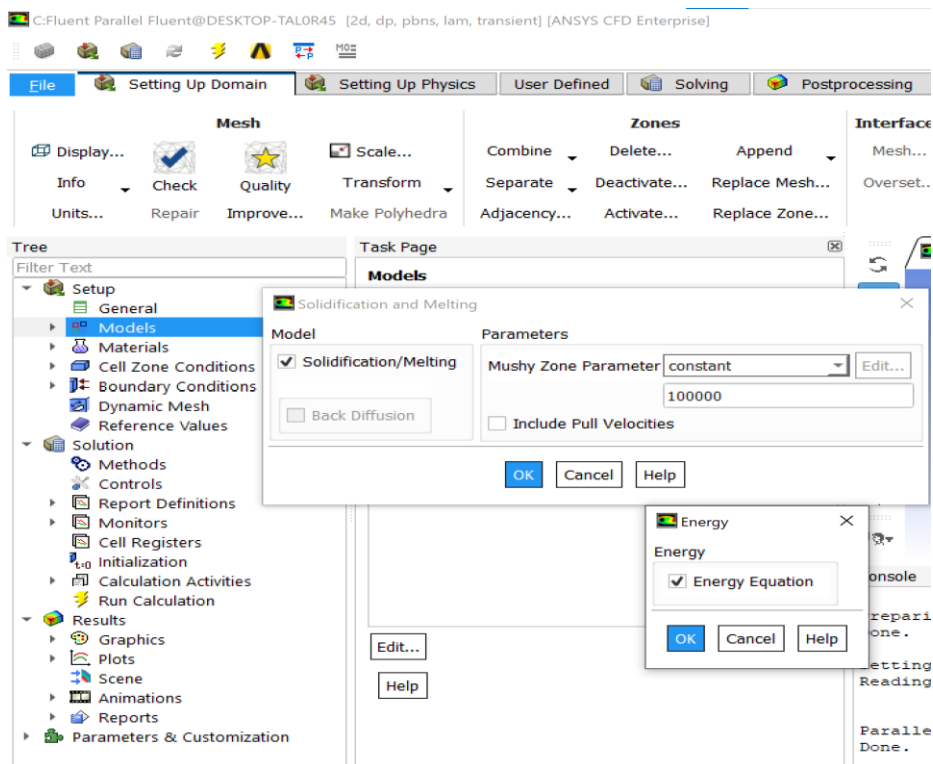 C:Fluent Parallel Fluent@DESKTOP-TAL0R45 [2d, dp, pbns, lam, transient] [ANSYS CFD Enterprise]
File Setting Up Domain Setting Up Physics User Defined Solving Postprocessing
Mesh Zones Interface
Display... Scale... Combine Delete... Append Mesh...
Info Check Quality Transform Separate Deactivate... Replace Mesh... Overset..
Units... Repair Improve... Make Polyhedra Adjacency... Activate... Replace Zone...
Tree
Filter Text
Setup
General
Models
Materials
Cell Zone Conditions
Boundary Conditions
Dynamic Mesh
Reference Values
Solution
Methods
Controls
Report Definitions
Monitors
Cell Registers
Initialization
Calculation Activities
Run Calculation
Results
Graphics
Plots
Scene
Animations
Reports
Parameters & Customization
Task Page
Models
Edit...
Help
Solidification and Melting
Model
Solidification/Melting
Back Diffusion
Parameters
Mushy Zone Parameter constant Edit...
100000
Include Pull Velocities
OK Cancel Help
Energy
Energy
Energy Equation
OK Cancel Help
onsole
repari
one.
etting
Reading
Paralle
Done.